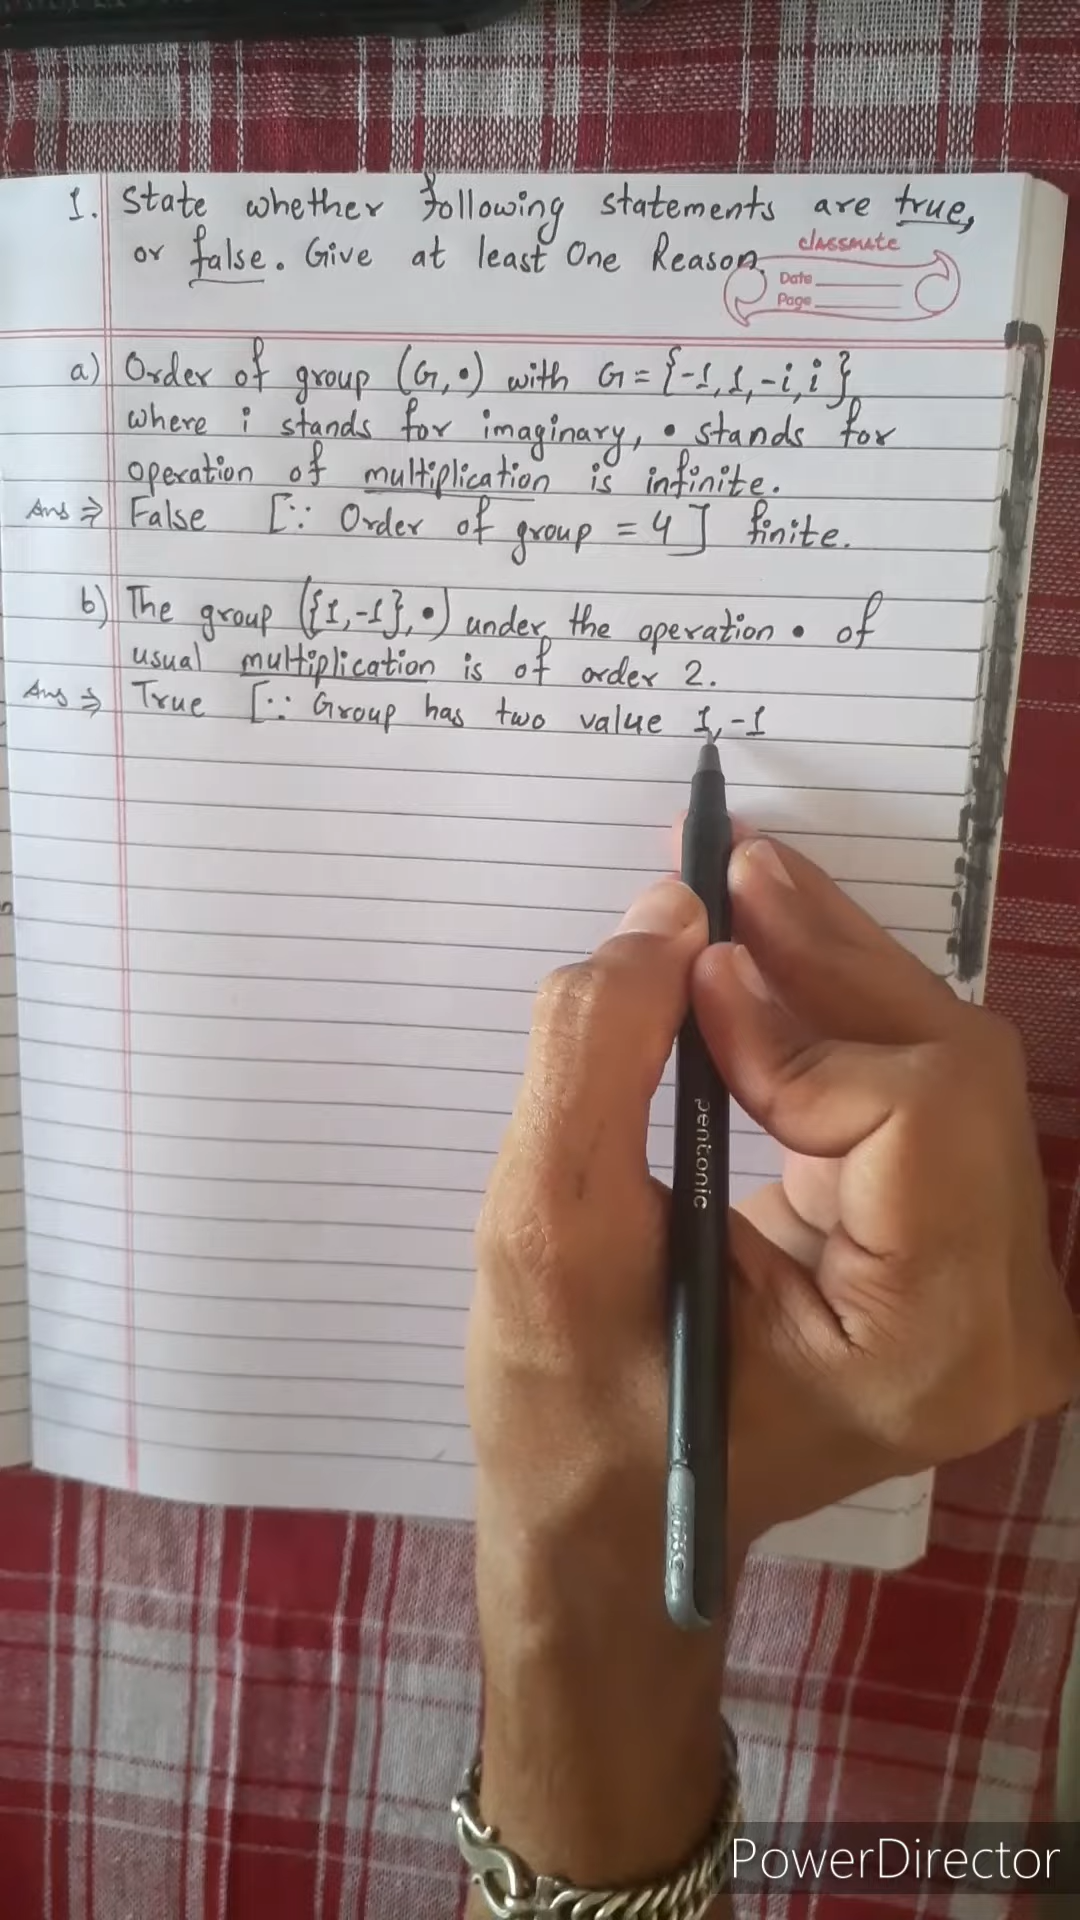 1. State whether following statements are true,
or false. Give at least One Reason.
classmate
Date
Page
a) Order of group (G, •) with G = {-1, 1, -i, i}
where i stands for imaginary, • stands for
operation of multiplication is infinite.
Ans ⇒ False [∵ Order of group = 4] finite.
b) The group ({1, -1}, •) under the operation • of
usual multiplication is of order 2.
Ans ⇒ True [∵ Group has two value 1, -1
pentonic
PowerDirector